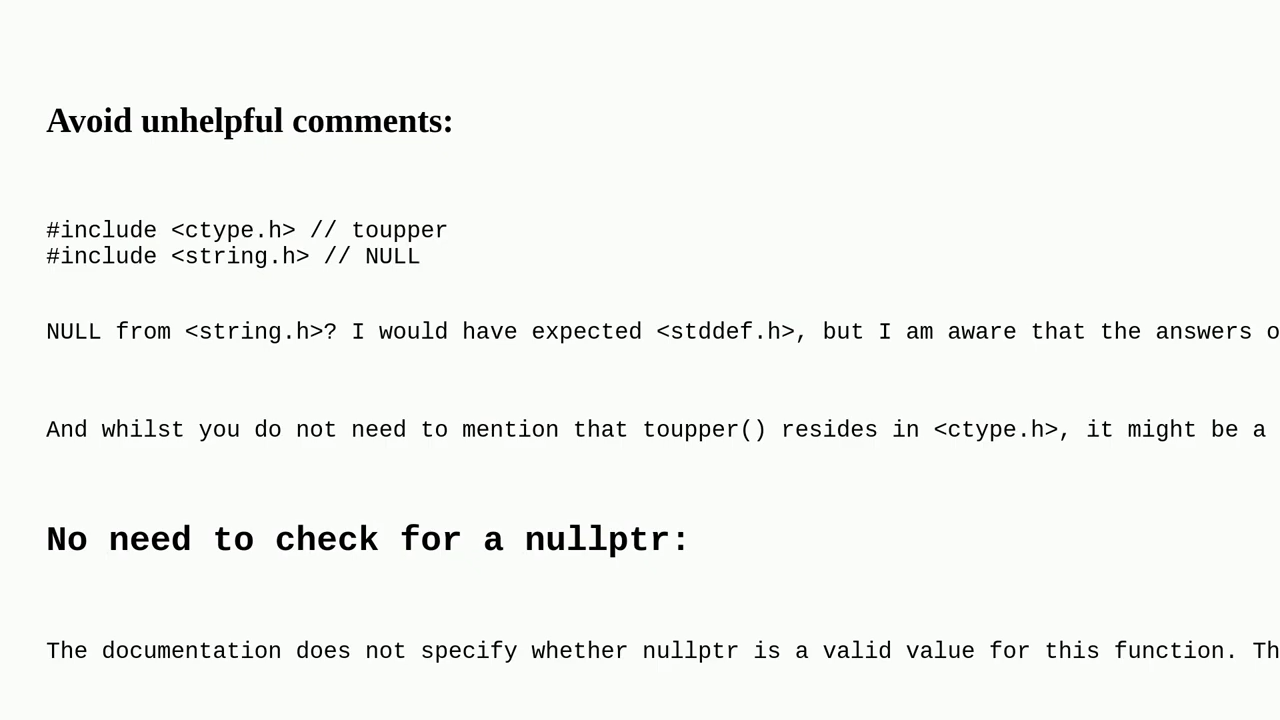 Avoid unhelpful comments:
#include <ctype.h> // toupper
#include <string.h> // NULL
NULL from <string.h>? I would have expected <stddef.h>, but I am aware that the answers o
And whilst you do not need to mention that toupper() resides in <ctype.h>, it might be a
No need to check for a nullptr:
The documentation does not specify whether nullptr is a valid value for this function. Th